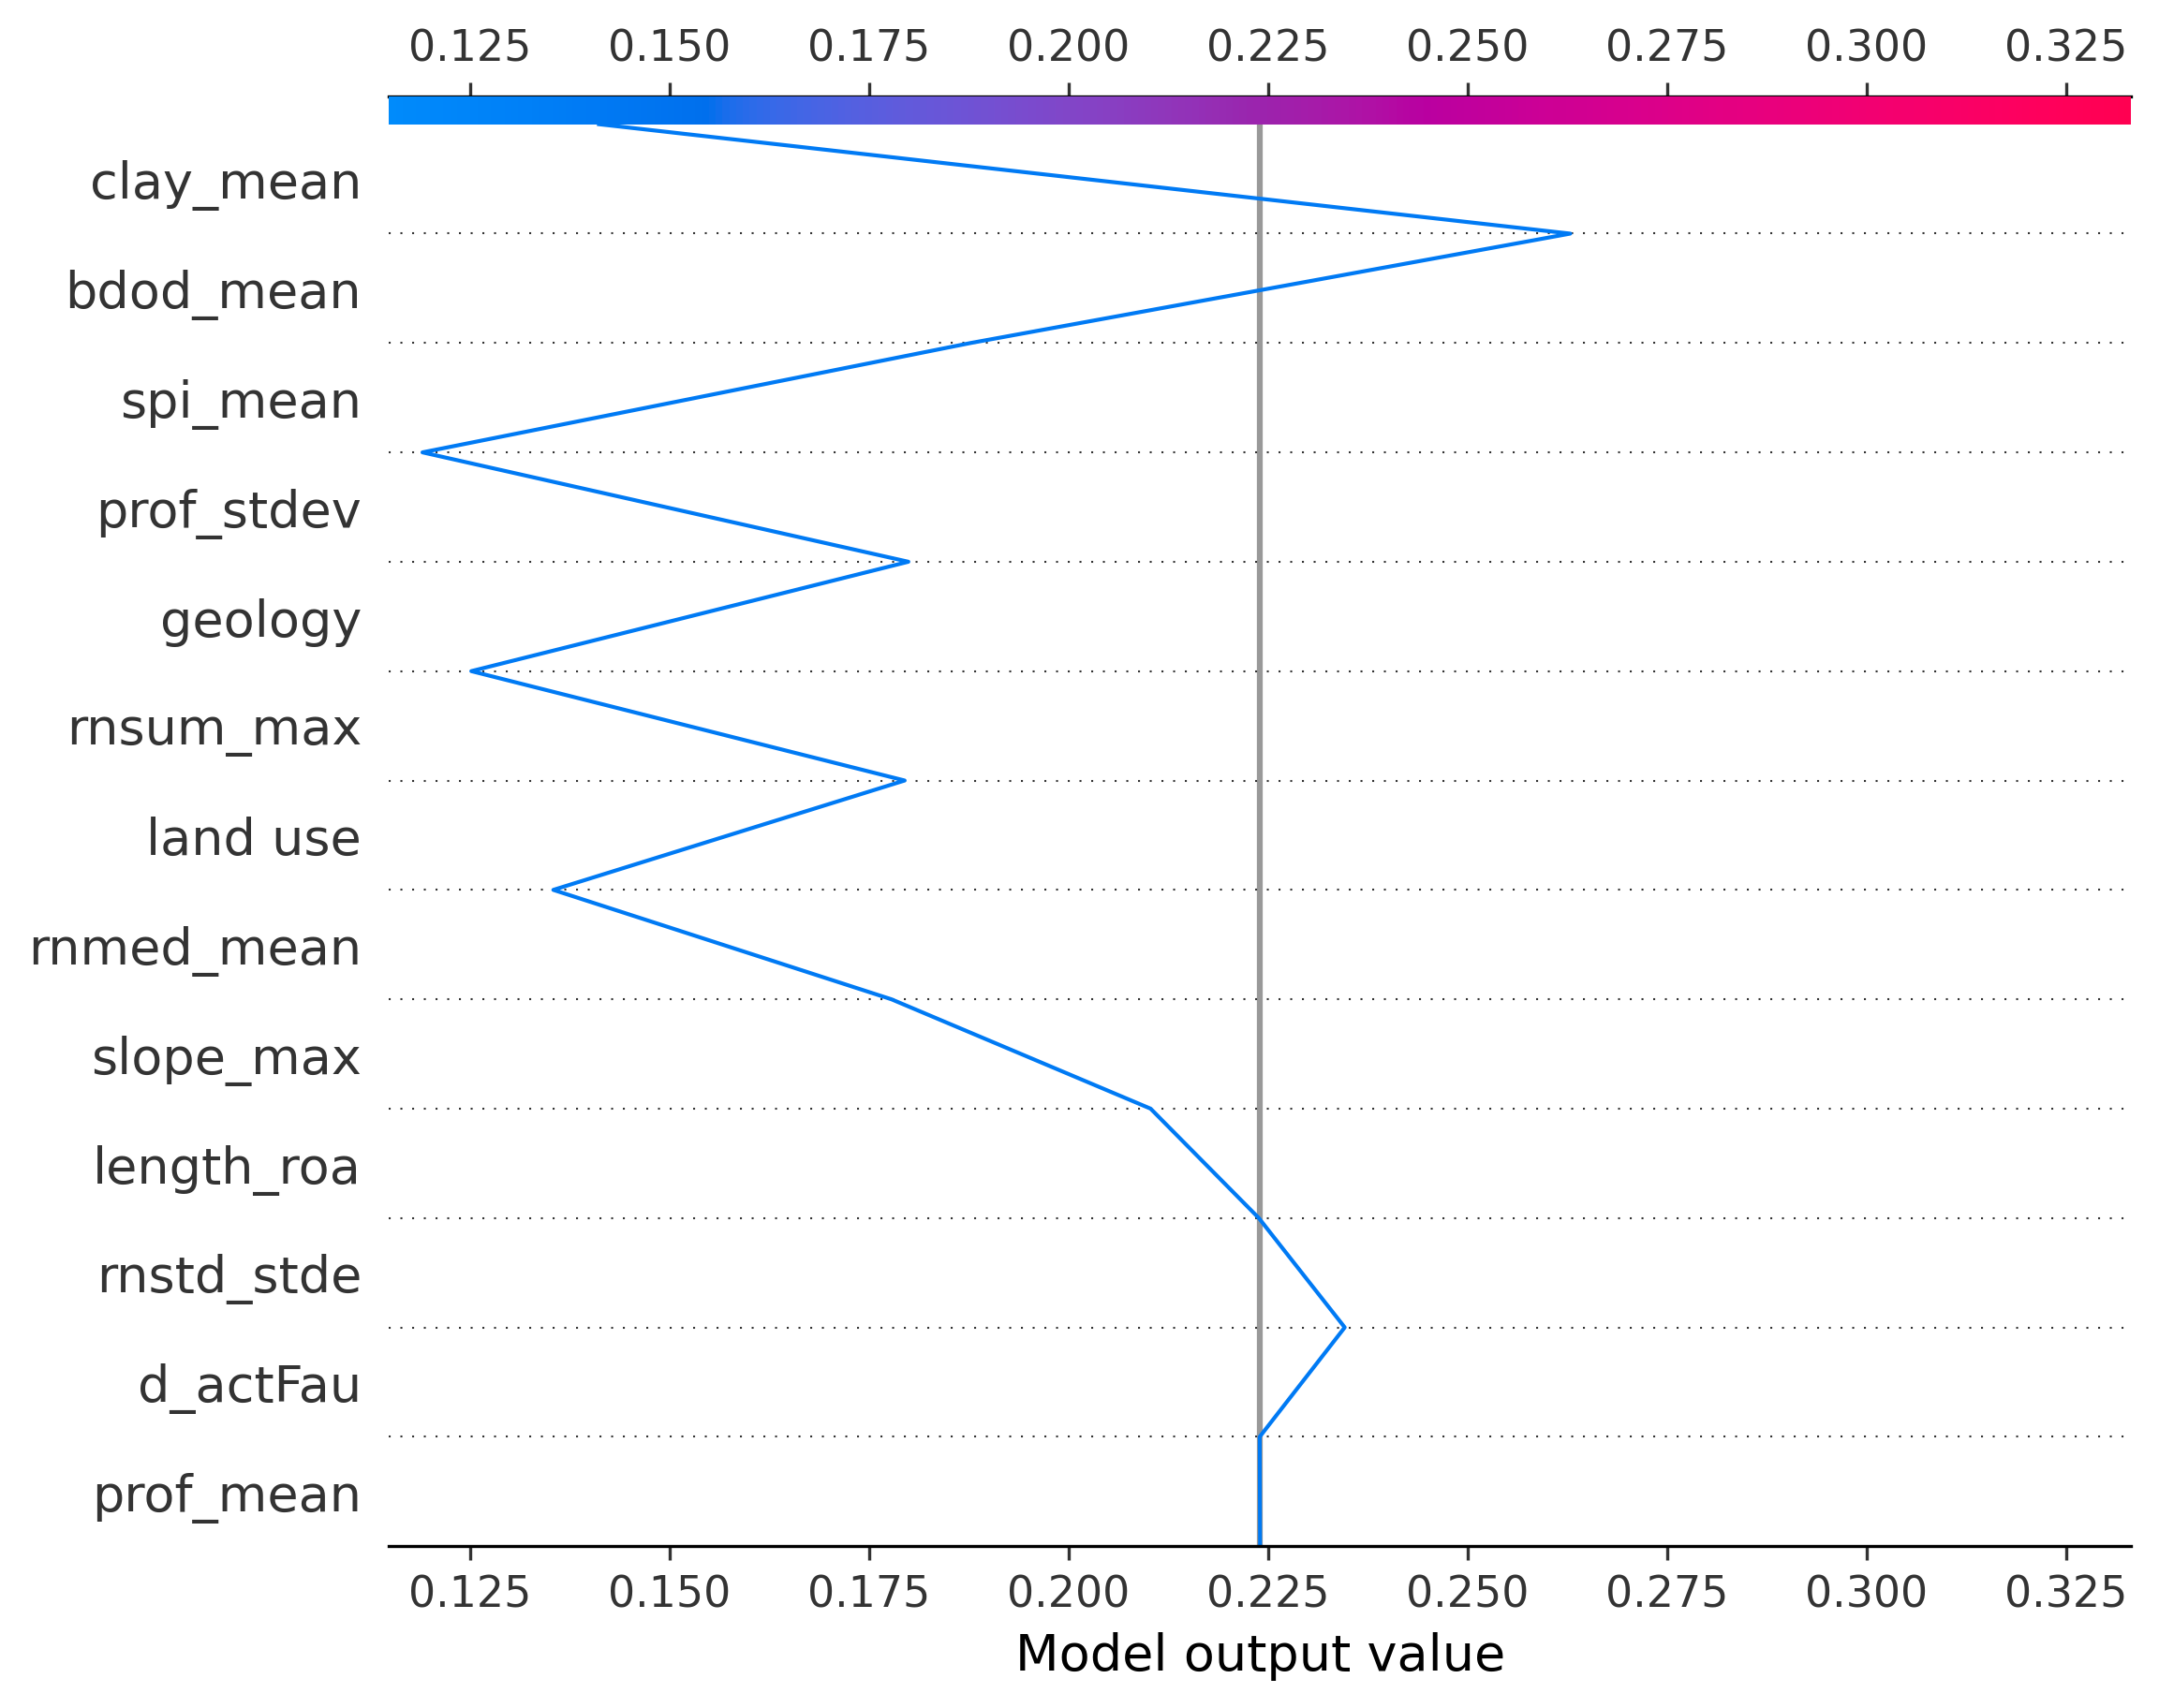 0.125 0.150 0.175 0.200 0.225 0.250 0.275 0.300 0.325
clay_mean
bdod_mean
spi_mean
prof_stdev
geology
rnsum_max
land use
rnmed_mean
slope_max
length_roa
rnstd_stde
d_actFau
prof_mean
0.125 0.150 0.175 0.200 0.225 0.250 0.275 0.300 0.325
Model output value